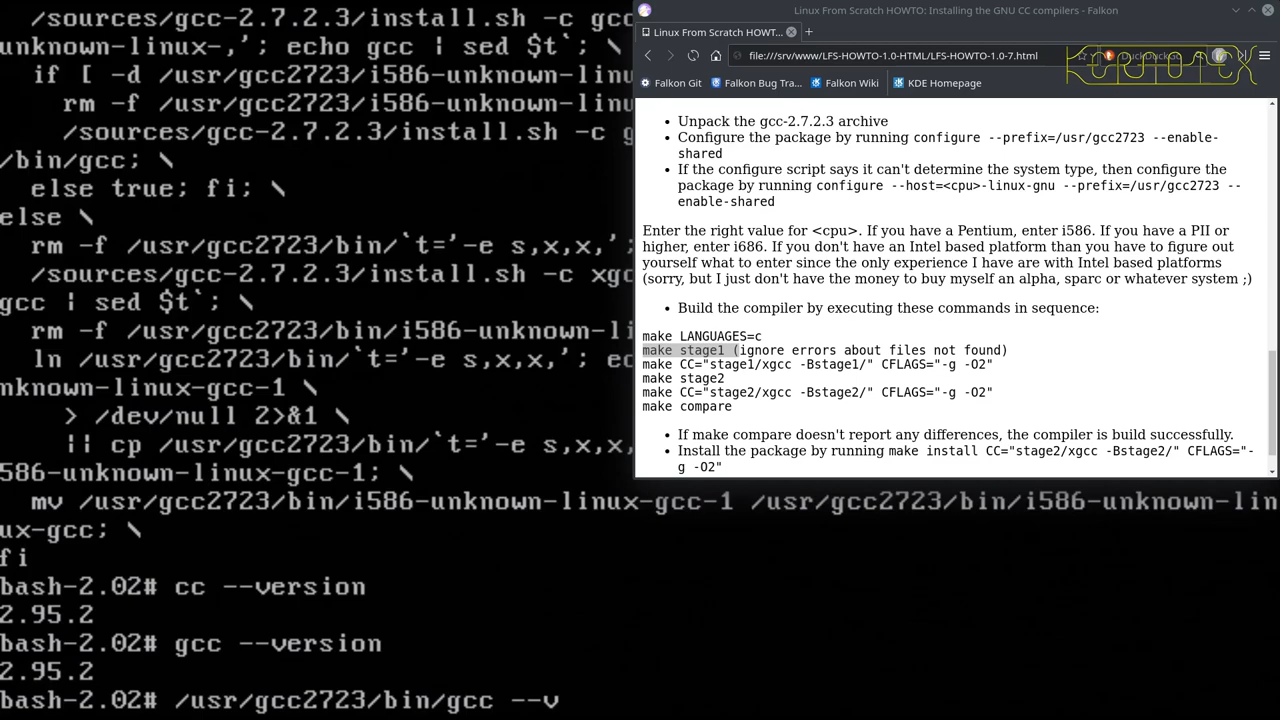 /sources/gcc-2.7.2.3/install.sh -c gcc
unknown-linux-,'; echo gcc | sed $t`; \
if [ -d /usr/gcc2723/i586-unknown-linu
rm -f /usr/gcc2723/i586-unknown-linu
/sources/gcc-2.7.2.3/install.sh -c g
/bin/gcc; \
else true; fi; \
else \
rm -f /usr/gcc2723/bin/`t='-e s,x,x,';
/sources/gcc-2.7.2.3/install.sh -c xgc
gcc | sed $t`; \
rm -f /usr/gcc2723/bin/i586-unknown-li
ln /usr/gcc2723/bin/`t='-e s,x,x,'; ec
nknown-linux-gcc \
> /dev/null 2>&1 \
|| cp /usr/gcc2723/bin/`t='-e s,x,x,
586-unknown-linux-gcc-1; \
mv /usr/gcc2723/bin/i586-unknown-linux-gcc-1 /usr/gcc2723/bin/i586-unknown-lin
ux-gcc; \
fi
bash-2.02# cc --version
2.95.2
bash-2.02# gcc --version
2.95.2
bash-2.02# /usr/gcc2723/bin/gcc --v
Linux From Scratch HOWTO: Installing the GNU CC compilers - Falkon
Linux From Scratch HOWT...
file:///srv/www/LFS-HOWTO-1.0-HTML/LFS-HOWTO-1.0-7.html
DuckDuckGo
Falkon Git
Falkon Bug Tra...
Falkon Wiki
KDE Homepage
• Unpack the gcc-2.7.2.3 archive
• Configure the package by running configure --prefix=/usr/gcc2723 --enable-
shared
• If the configure script says it can't determine the system type, then configure the
package by running configure --host=<cpu>-linux-gnu --prefix=/usr/gcc2723 --
enable-shared
Enter the right value for <cpu>. If you have a Pentium, enter i586. If you have a PII or
higher, enter i686. If you don't have an Intel based platform than you have to figure out
yourself what to enter since the only experience I have are with Intel based platforms
(sorry, but I just don't have the money to buy myself an alpha, sparc or whatever system ;)
• Build the compiler by executing these commands in sequence:
make LANGUAGES=c
make stage1 (ignore errors about files not found)
make CC="stage1/xgcc -Bstage1/" CFLAGS="-g -O2"
make stage2
make CC="stage2/xgcc -Bstage2/" CFLAGS="-g -O2"
make compare
• If make compare doesn't report any differences, the compiler is build successfully.
• Install the package by running make install CC="stage2/xgcc -Bstage2/" CFLAGS="-
g -O2"